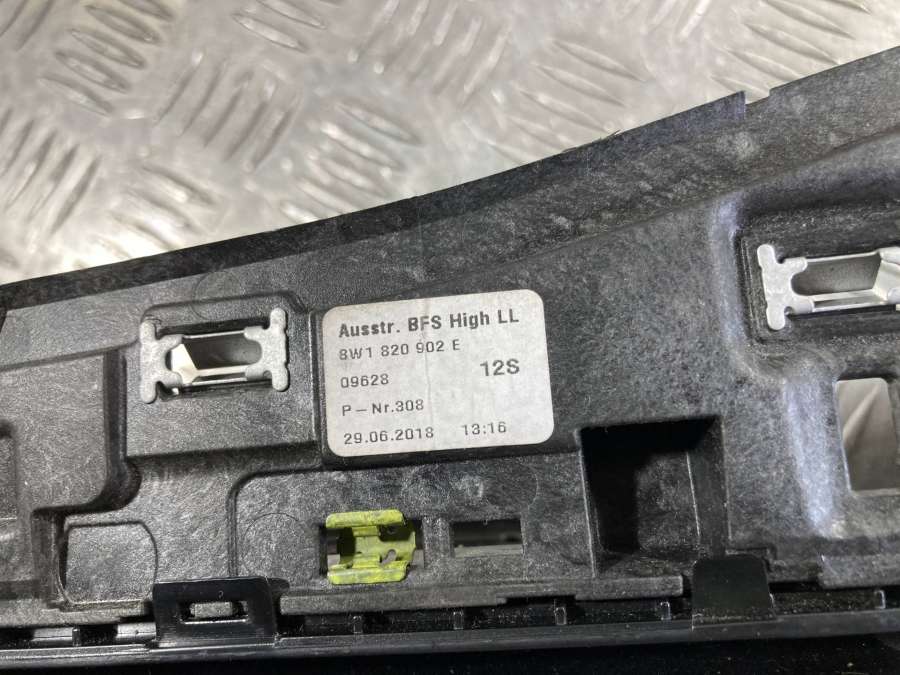 Ausstr. BFS High LL
8W1 820 902 E
09628 12S
P-Nr.308
29.06.2018 13:16